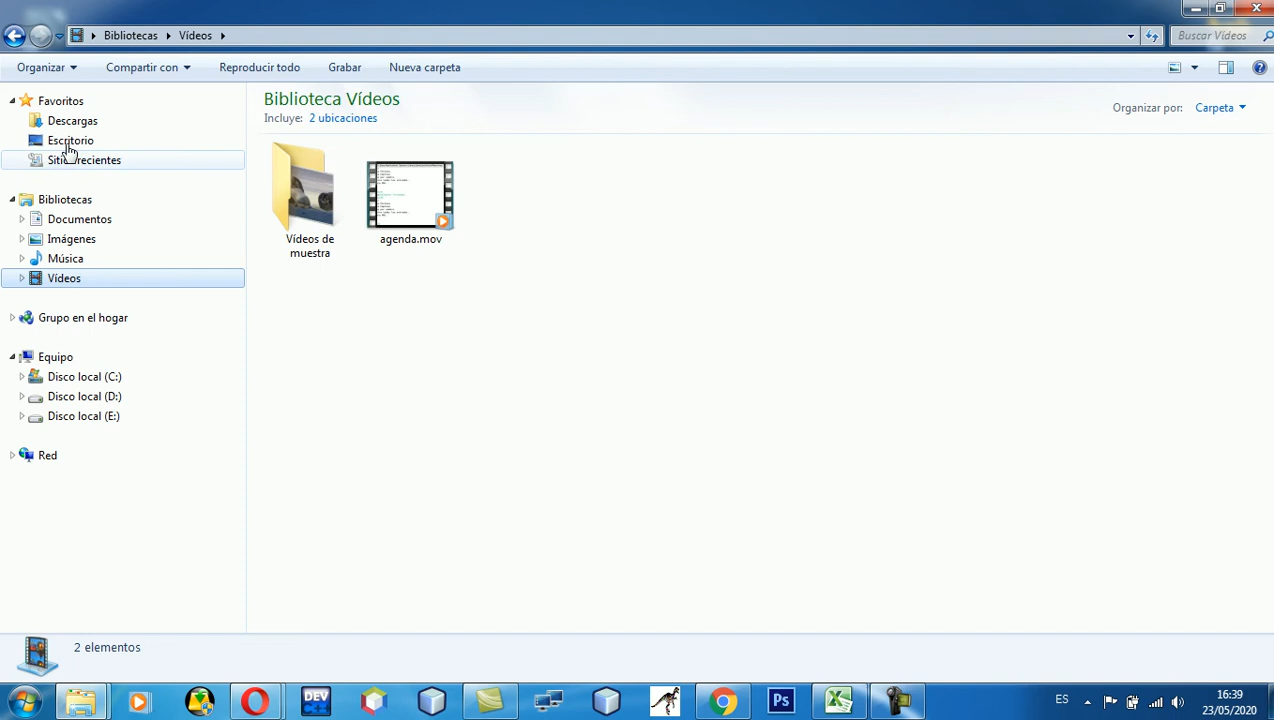 Bibliotecas
Vídeos
Buscar Vídeos
Organizar
Compartir con
Reproducir todo
Grabar
Nueva carpeta
Favoritos
Descargas
Escritorio
recientes
Bibliotecas
Documentos
Imágenes
Música
Vídeos
Grupo en el hogar
Equipo
Disco local (C:)
Disco local (D:)
Disco local (E:)
Red
Biblioteca Vídeos
Incluye: 2 ubicaciones
Organizar por: Carpeta
Vídeos de
muestra
agenda.mov
2 elementos
DEV
C++
Ps
ES
16:39
23/05/2020